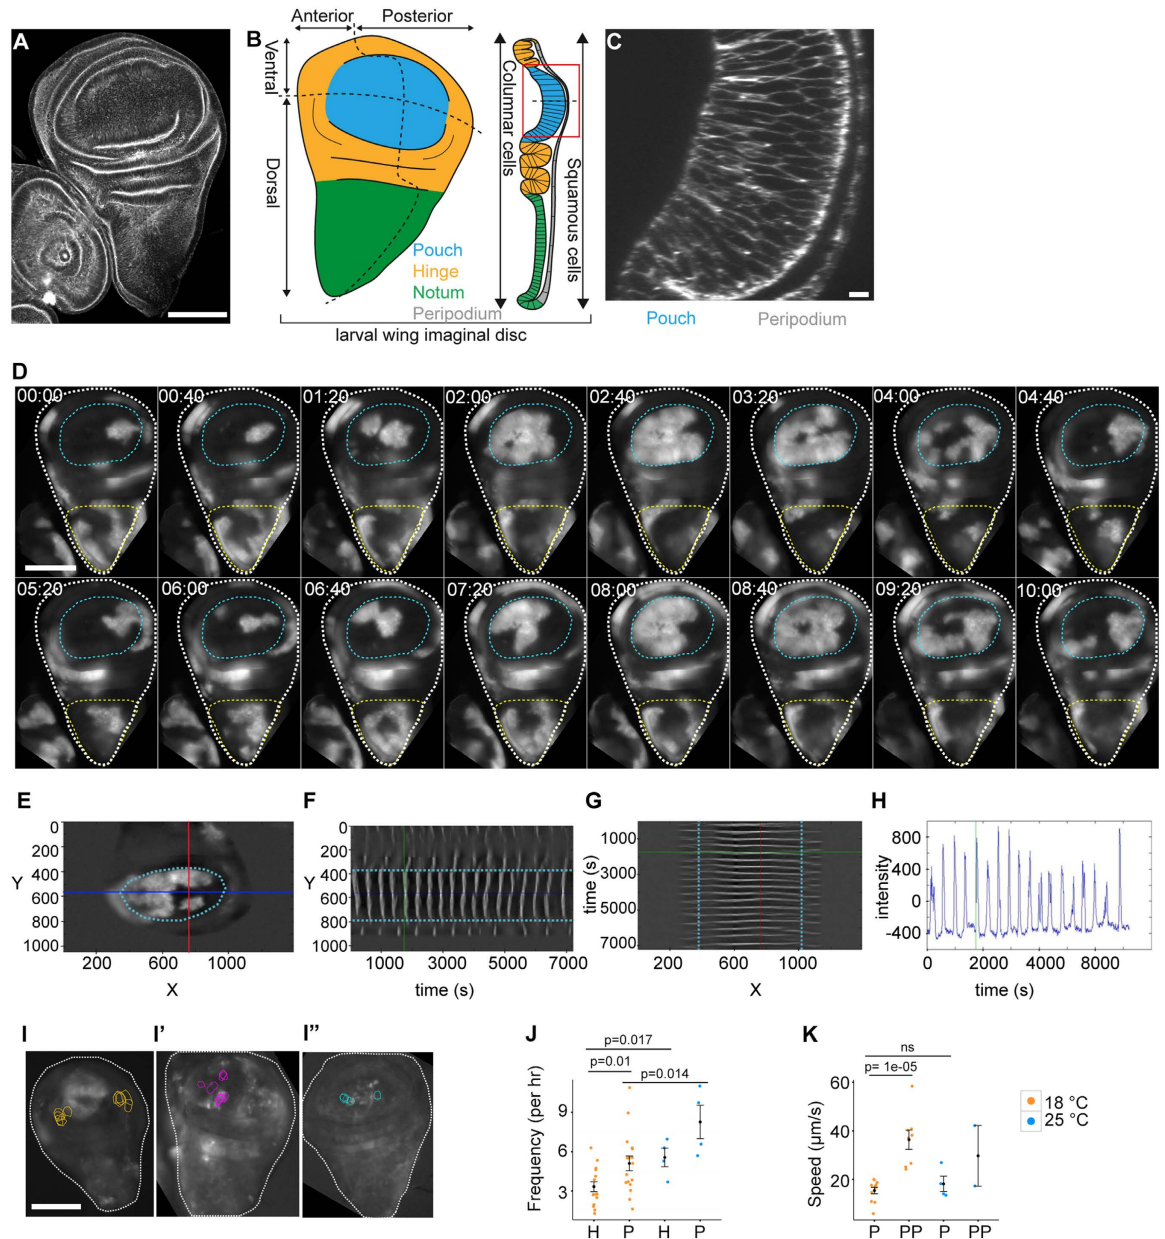 A
B
Anterior
Posterior
Ventral
Dorsal
Columnar cells
Squamous cells
Pouch
Hinge
Notum
Peripodium
larval wing imaginal disc
C
Pouch
Peripodium
D
00:00
00:40
01:20
02:00
02:40
03:20
04:00
04:40
05:20
06:00
06:40
07:20
08:00
08:40
09:20
10:00
E
0
200
400
600
800
1000
Y
200
600
1000
X
F
0
200
400
600
800
1000
Y
1000
3000
5000
7000
time (s)
G
1000
3000
5000
7000
time (s)
200
600
1000
X
H
800
400
0
-400
intensity
0
2000
4000
8000
time (s)
I
I'
I''
J
p=0.017
p=0.01
p=0.014
Frequency (per hr)
9
6
3
H P H P
K
ns
p= 1e-05
Speed (µm/s)
60
40
20
P PP P PP
18 °C
25 °C